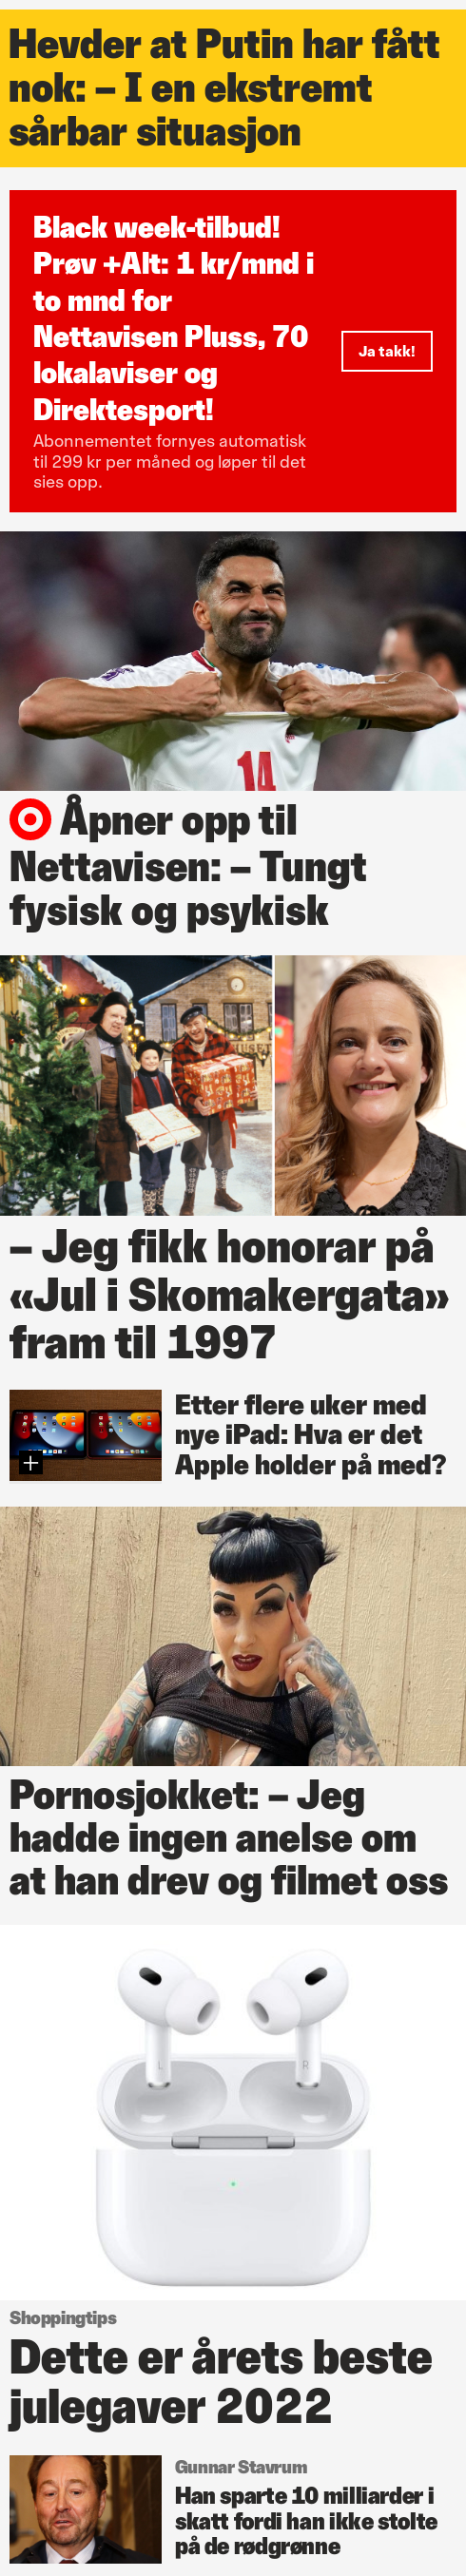 Hevder at Putin har fått
nok: – I en ekstremt
sårbar situasjon
Black week-tilbud!
Prøv +Alt: 1 kr/mnd i
to mnd for
Nettavisen Pluss, 70
lokalaviser og
Direktesport!
Abonnementet fornyes automatisk
til 299 kr per måned og løper til det
sies opp.
Ja takk!
14
Åpner opp til
Nettavisen: – Tungt
fysisk og psykisk
– Jeg fikk honorar på
«Jul i Skomakergata»
fram til 1997
Etter flere uker med
nye iPad: Hva er det
Apple holder på med?
Pornosjokket: – Jeg
hadde ingen anelse om
at han drev og filmet oss
L R
Shoppingtips
Dette er årets beste
julegaver 2022
Gunnar Stavrum
Han sparte 10 milliarder i
skatt fordi han ikke stolte
på de rødgrønne